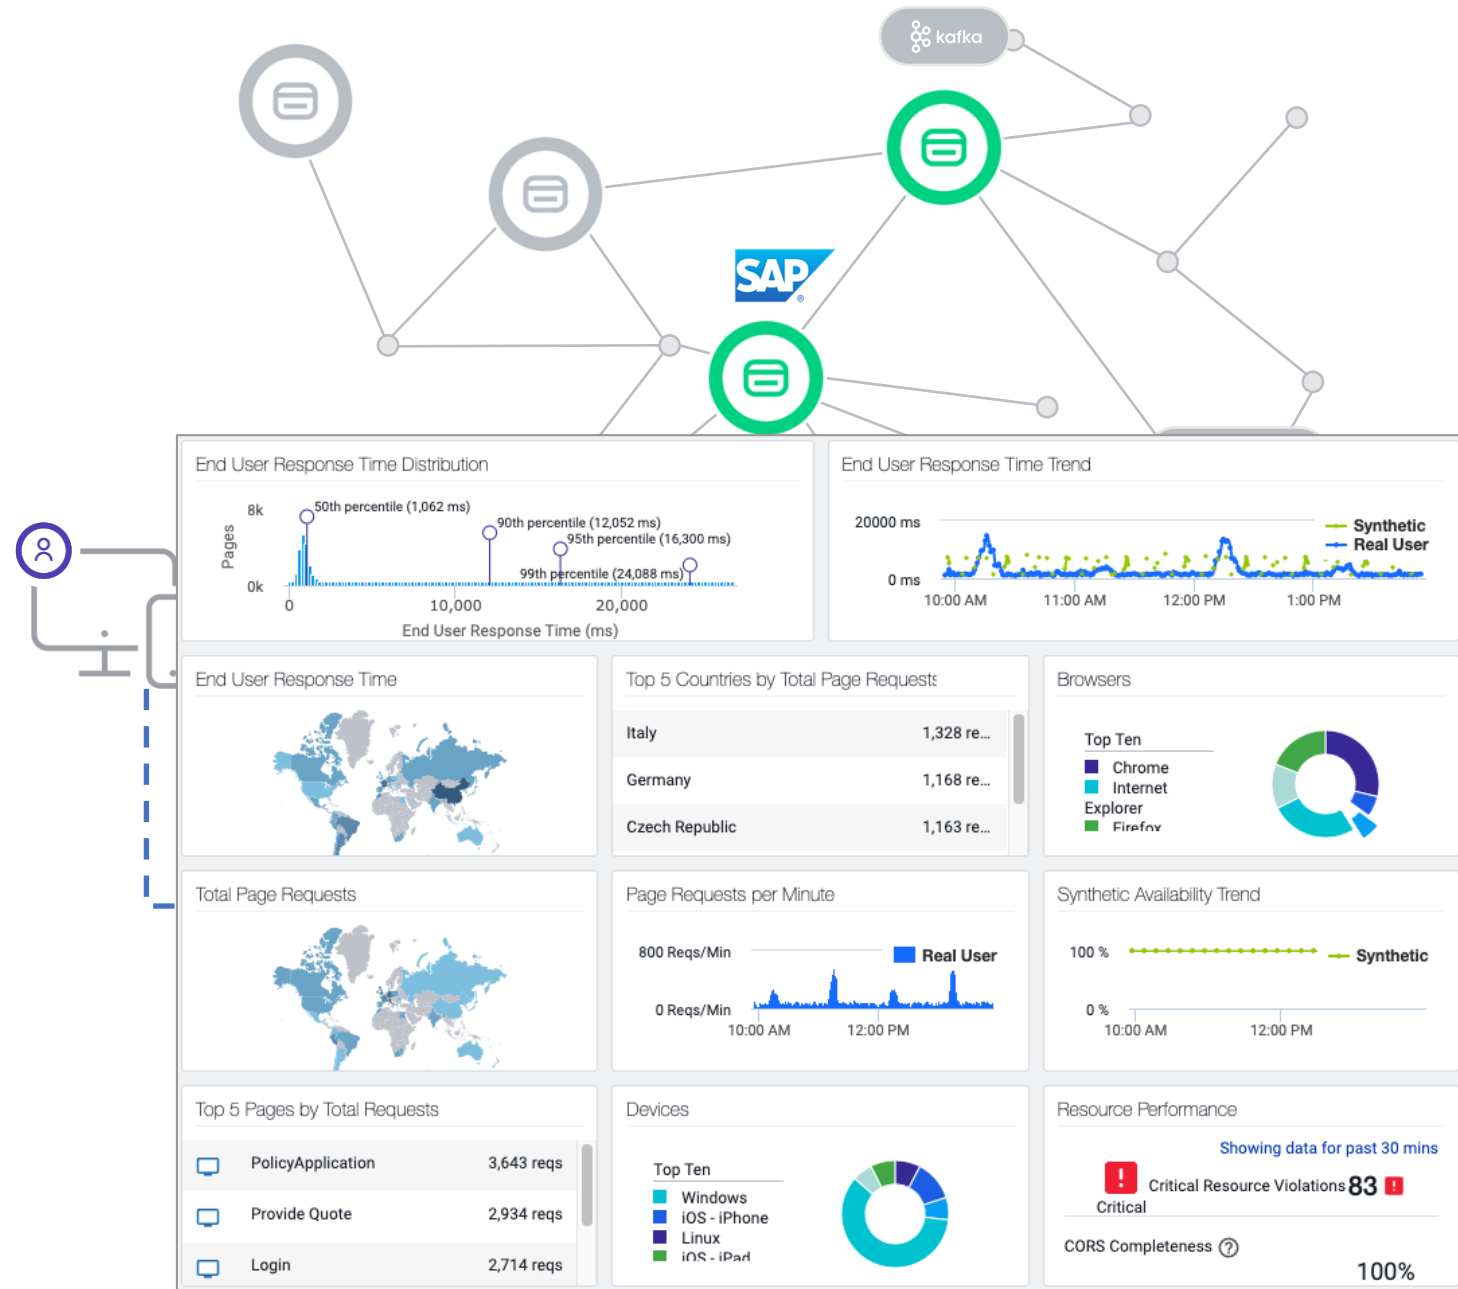 kafka
SAP
®
End User Response Time Distribution
8k
Pages
0k
50th percentile (1,062 ms)
90th percentile (12,052 ms)
95th percentile (16,300 ms)
99th percentile (24,088 ms)
0
10,000
20,000
End User Response Time (ms)
End User Response Time Trend
20000 ms
0 ms
Synthetic
Real User
10:00 AM
11:00 AM
12:00 PM
1:00 PM
End User Response Time
Top 5 Countries by Total Page Requests
Italy 1,328 re...
Germany 1,168 re...
Czech Republic 1,163 re...
Browsers
Top Ten
Chrome
Internet
Explorer
Firefox
Total Page Requests
Page Requests per Minute
800 Reqs/Min
Real User
0 Reqs/Min
10:00 AM
12:00 PM
Synthetic Availability Trend
100 %
Synthetic
0 %
10:00 AM
12:00 PM
Top 5 Pages by Total Requests
PolicyApplication 3,643 reqs
Provide Quote 2,934 reqs
Login 2,714 reqs
Devices
Top Ten
Windows
iOS - iPhone
Linux
iOS - iPad
Resource Performance
Showing data for past 30 mins
! Critical Resource Violations 83 !
Critical
CORS Completeness ?
100%